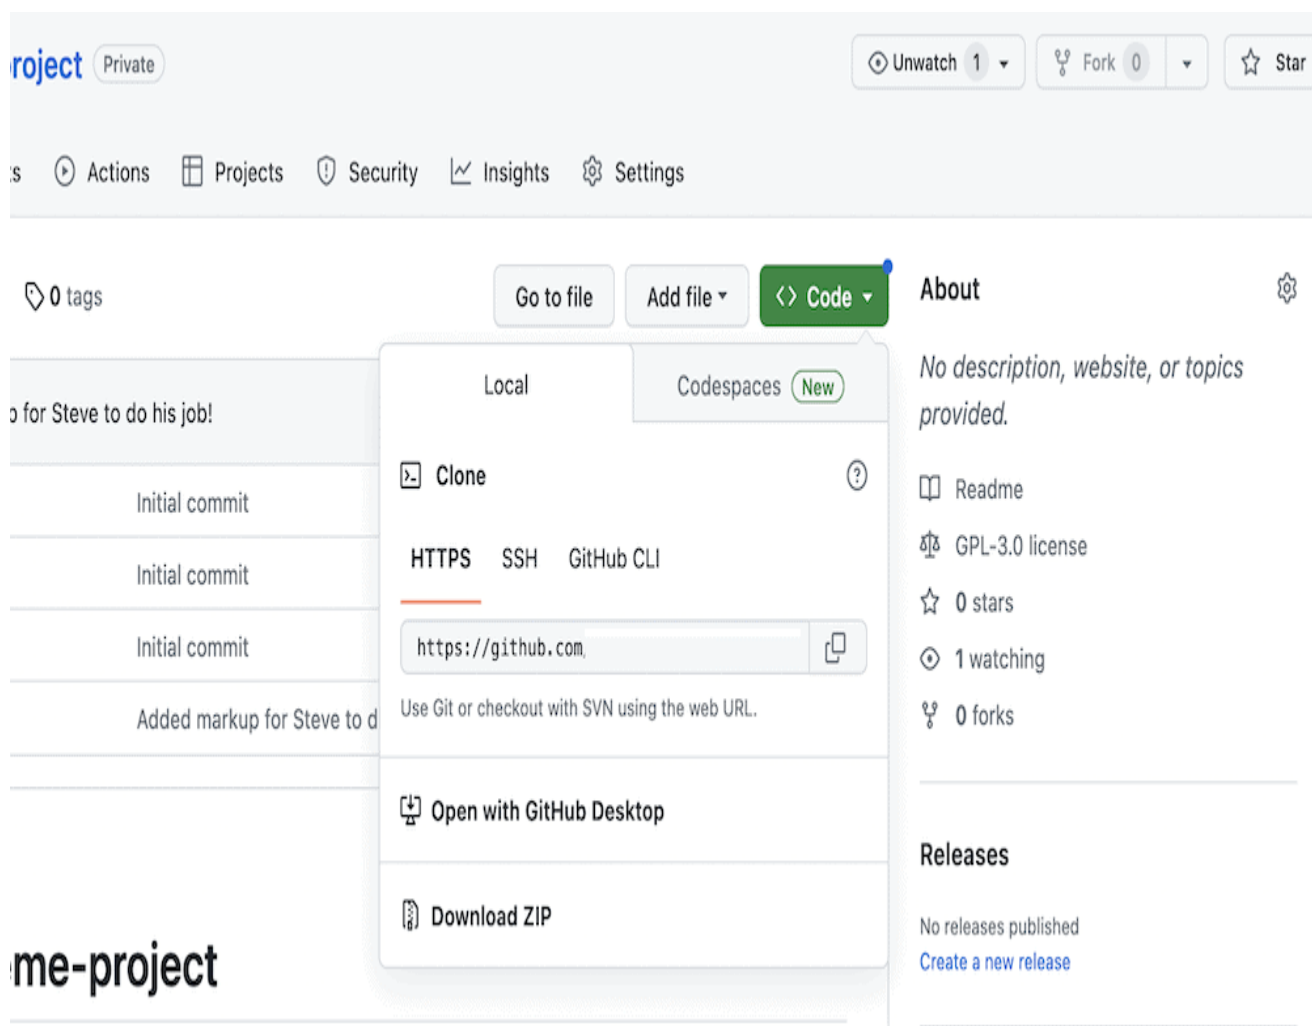 roject Private Unwatch 1 Fork 0 Star
ts Actions Projects Security Insights Settings
0 tags Go to file Add file Code
for Steve to do his job!
Initial commit
Initial commit
Initial commit
Added markup for Steve to d
me-project
Local Codespaces New
Clone
HTTPS SSH GitHub CLI
https://github.com
Use Git or checkout with SVN using the web URL.
Open with GitHub Desktop
Download ZIP
About
No description, website, or topics
provided.
Readme
GPL-3.0 license
0 stars
1 watching
0 forks
Releases
No releases published
Create a new release